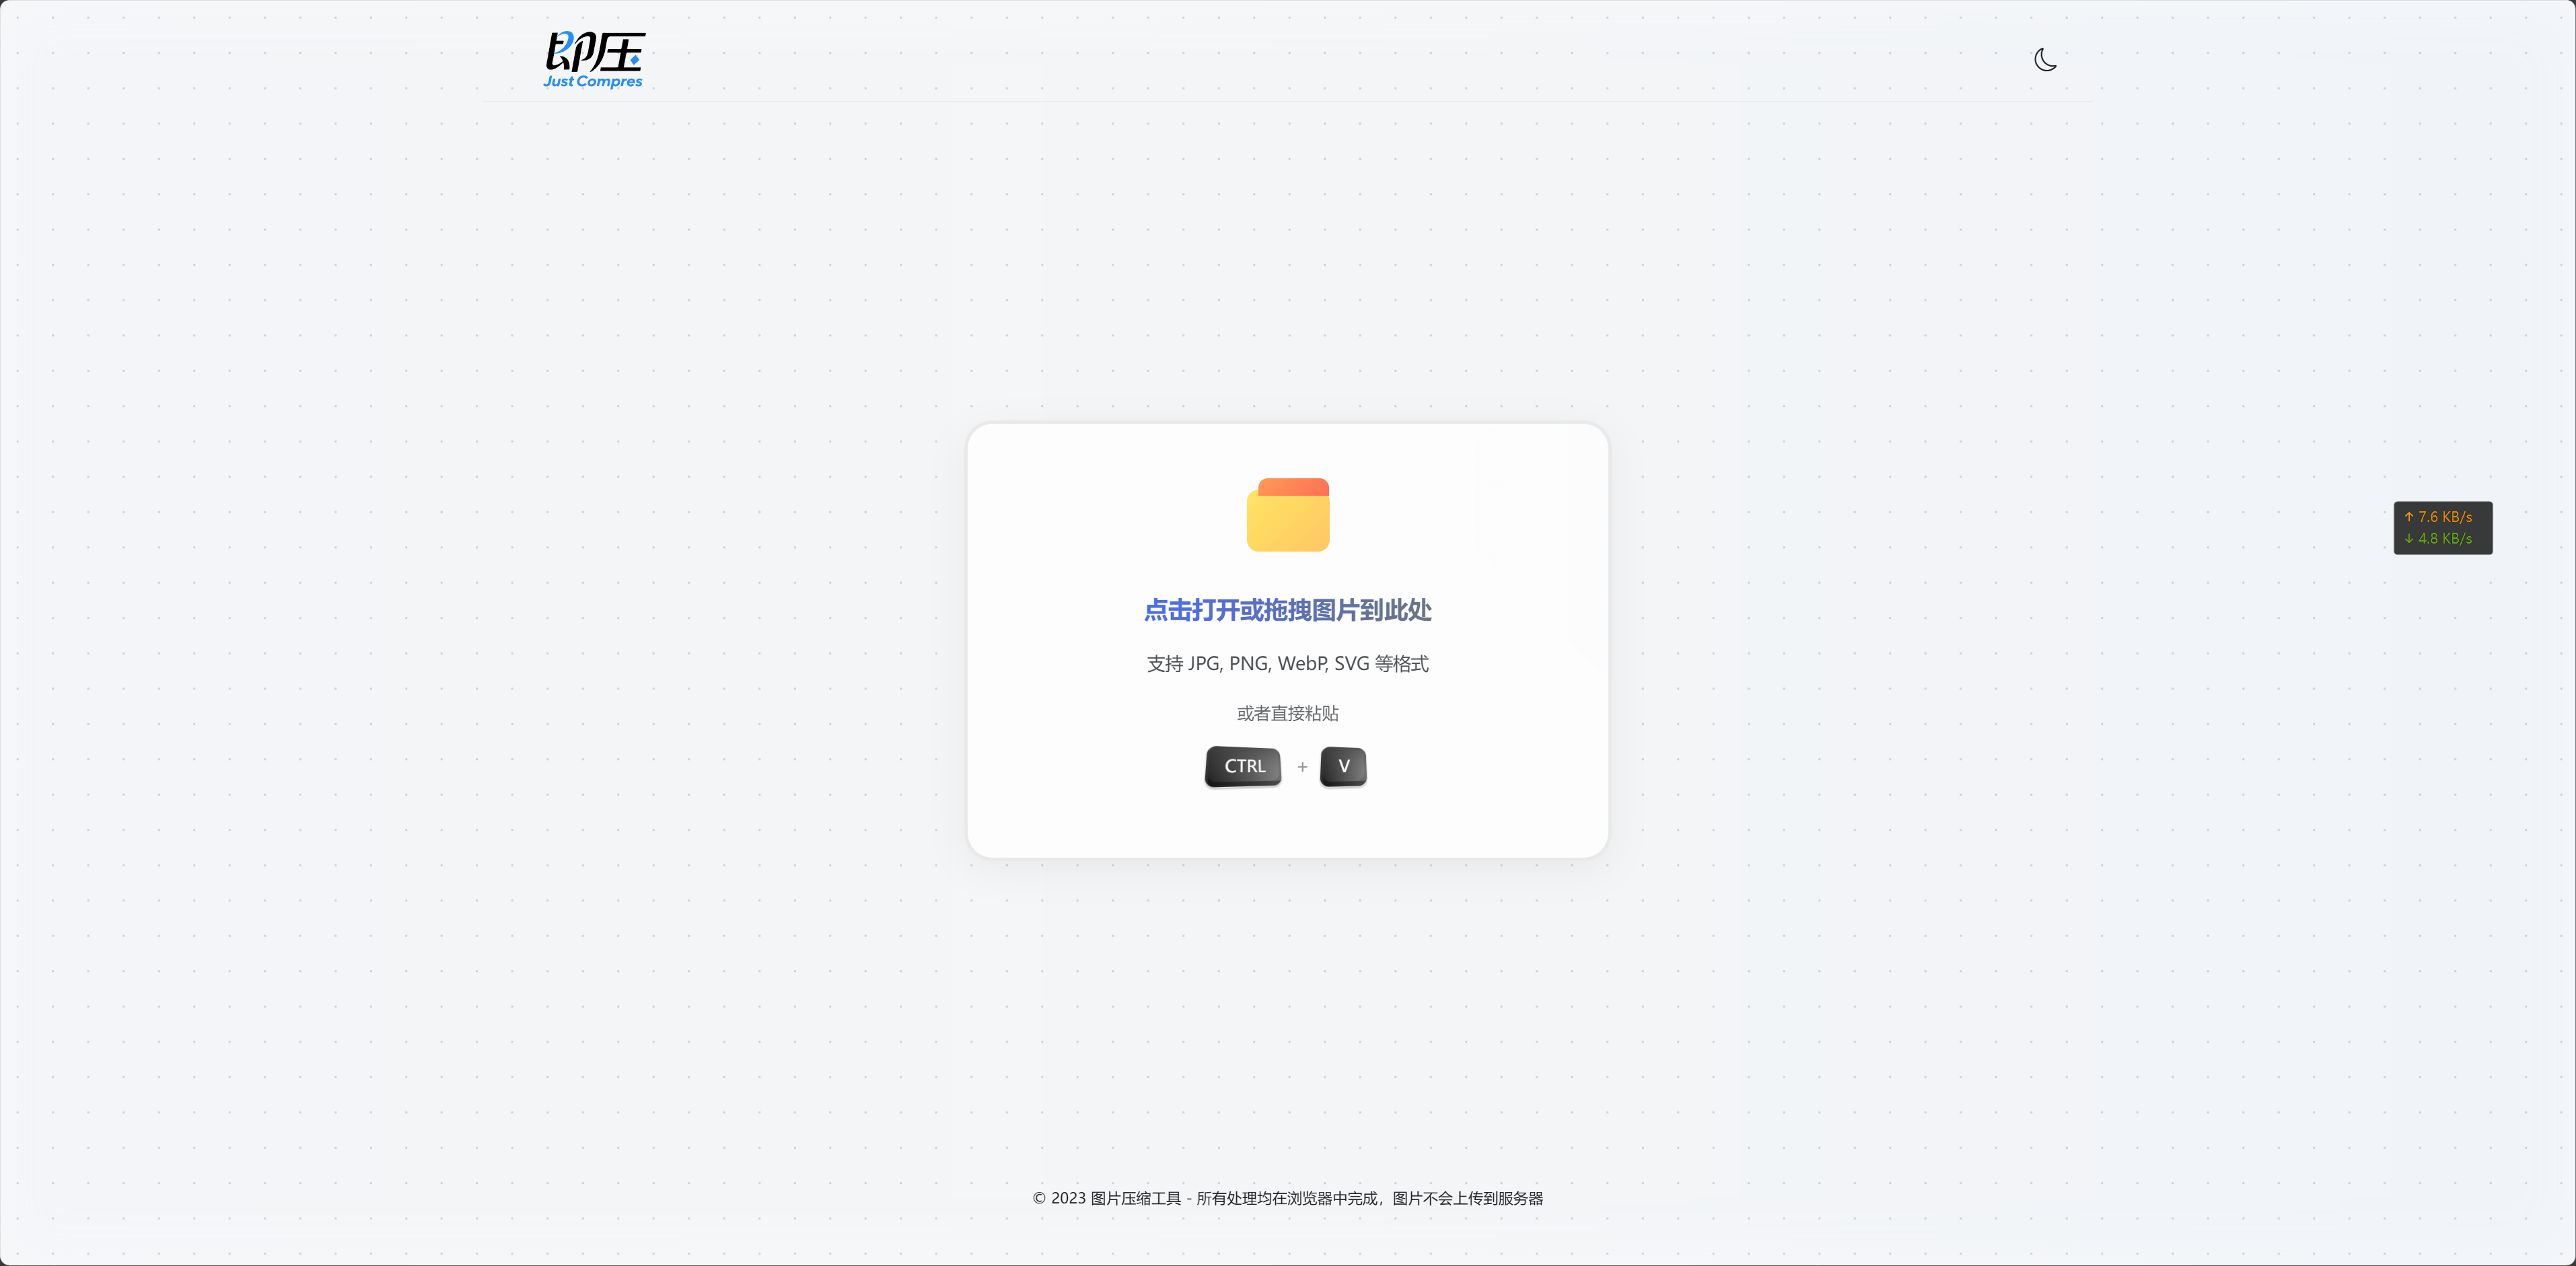 即压
Just Compres
↑ 7.6 KB/s
↓ 4.8 KB/s
点击打开或拖拽图片到此处
支持 JPG, PNG, WebP, SVG 等格式
或者直接粘贴
CTRL + V
© 2023 图片压缩工具 - 所有处理均在浏览器中完成，图片不会上传到服务器